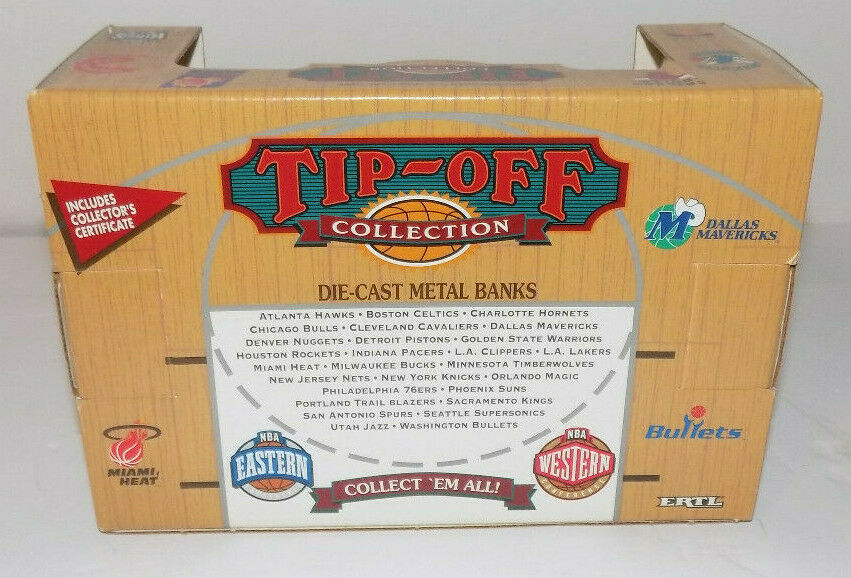 TIP-OFF
COLLECTION
INCLUDES
COLLECTOR'S
CERTIFICATE
DALLAS
MAVERICKS
DIE-CAST METAL BANKS
ATLANTA HAWKS • BOSTON CELTICS • CHARLOTTE HORNETS
CHICAGO BULLS • CLEVELAND CAVALIERS • DALLAS MAVERICKS
DENVER NUGGETS • DETROIT PISTONS • GOLDEN STATE WARRIORS
HOUSTON ROCKETS • INDIANA PACERS • L.A. CLIPPERS • L.A. LAKERS
MIAMI HEAT • MILWAUKEE BUCKS • MINNESOTA TIMBERWOLVES
NEW JERSEY NETS • NEW YORK KNICKS • ORLANDO MAGIC
PHILADELPHIA 76ERS • PHOENIX SUNS
PORTLAND TRAIL BLAZERS • SACRAMENTO KINGS
SAN ANTONIO SPURS • SEATTLE SUPERSONICS
UTAH JAZZ • WASHINGTON BULLETS
MIAMI
HEAT
NBA
EASTERN
NBA
WESTERN
CONFERENCE
Bullets
COLLECT 'EM ALL!
ERTL